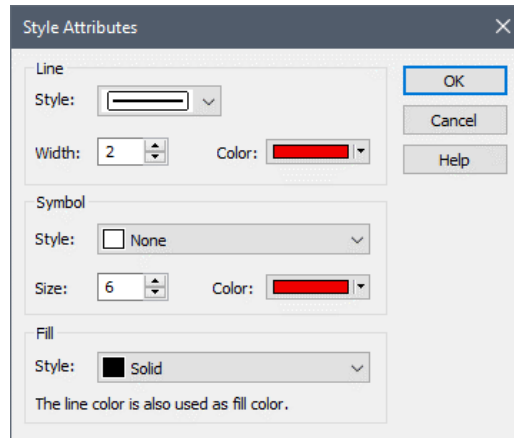 Style Attributes
Line
Style:
Width: 2 Color:
Symbol
Style: None
Size: 6 Color:
Fill
Style: Solid
The line color is also used as fill color.
OK
Cancel
Help